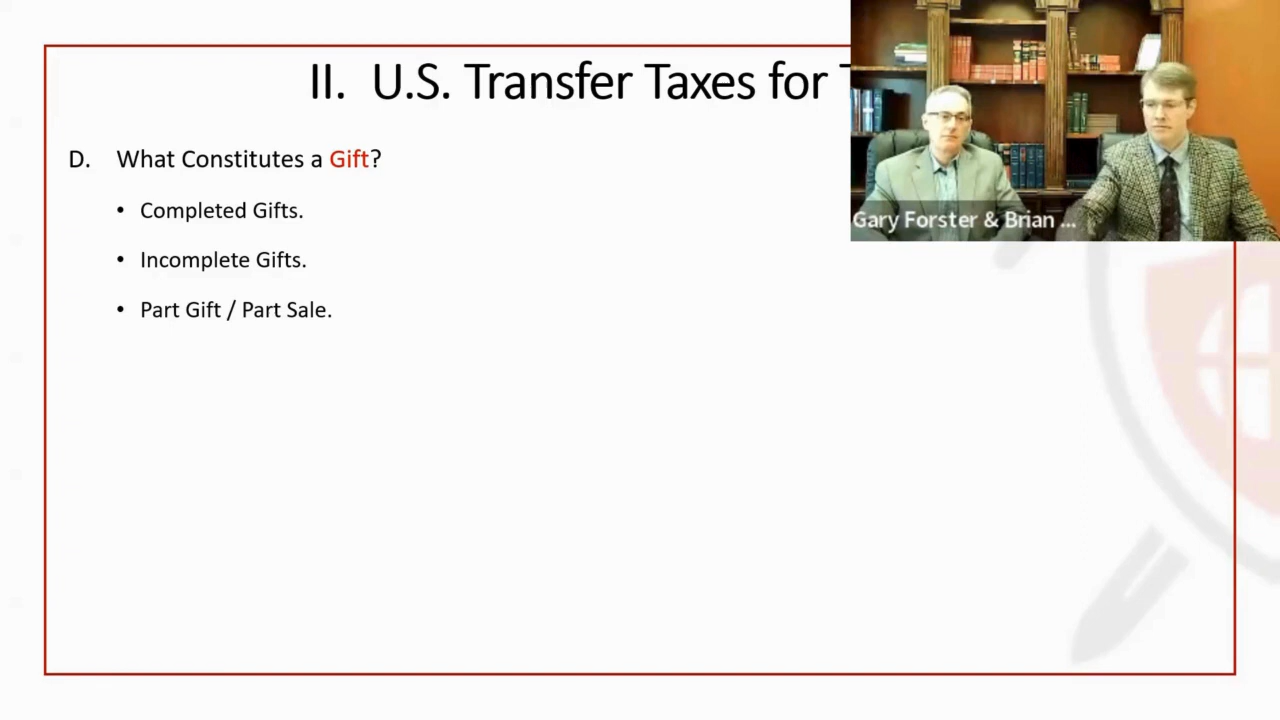 II. U.S. Transfer Taxes for
D. What Constitutes a Gift?
• Completed Gifts.
• Incomplete Gifts.
• Part Gift / Part Sale.
Gary Forster & Brian ...